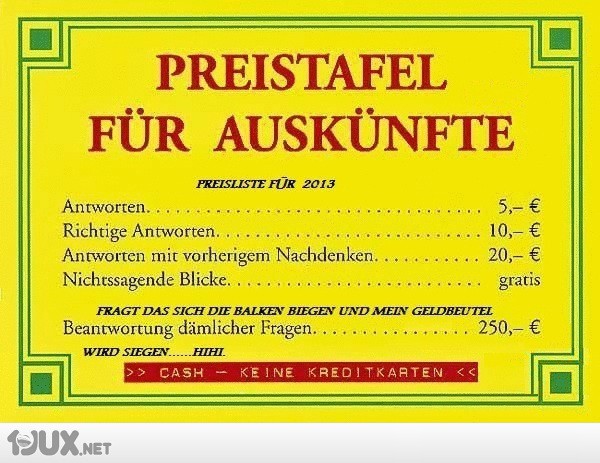 PREISTAFEL
FÜR AUSKÜNFTE
PREISLISTE FÜR 2013
Antworten. . . . . . . . . . . . . . . . . . . . . . . . . . . . . . . . . . 5,– €
Richtige Antworten. . . . . . . . . . . . . . . . . . . . . . . . . . . 10,– €
Antworten mit vorherigem Nachdenken. . . . . . . . . . . 20,– €
Nichtssagende Blicke. . . . . . . . . . . . . . . . . . . . . . . . . gratis
FRAGT DAS SICH DIE BALKEN BIEGEN UND MEIN GELDBEUTEL
Beantwortung dämlicher Fragen. . . . . . . . . . . . . . . . 250,– €
WIRD SIEGEN......HIHI.
>> CASH – KEINE KREDITKARTEN <<
1DUX.NET